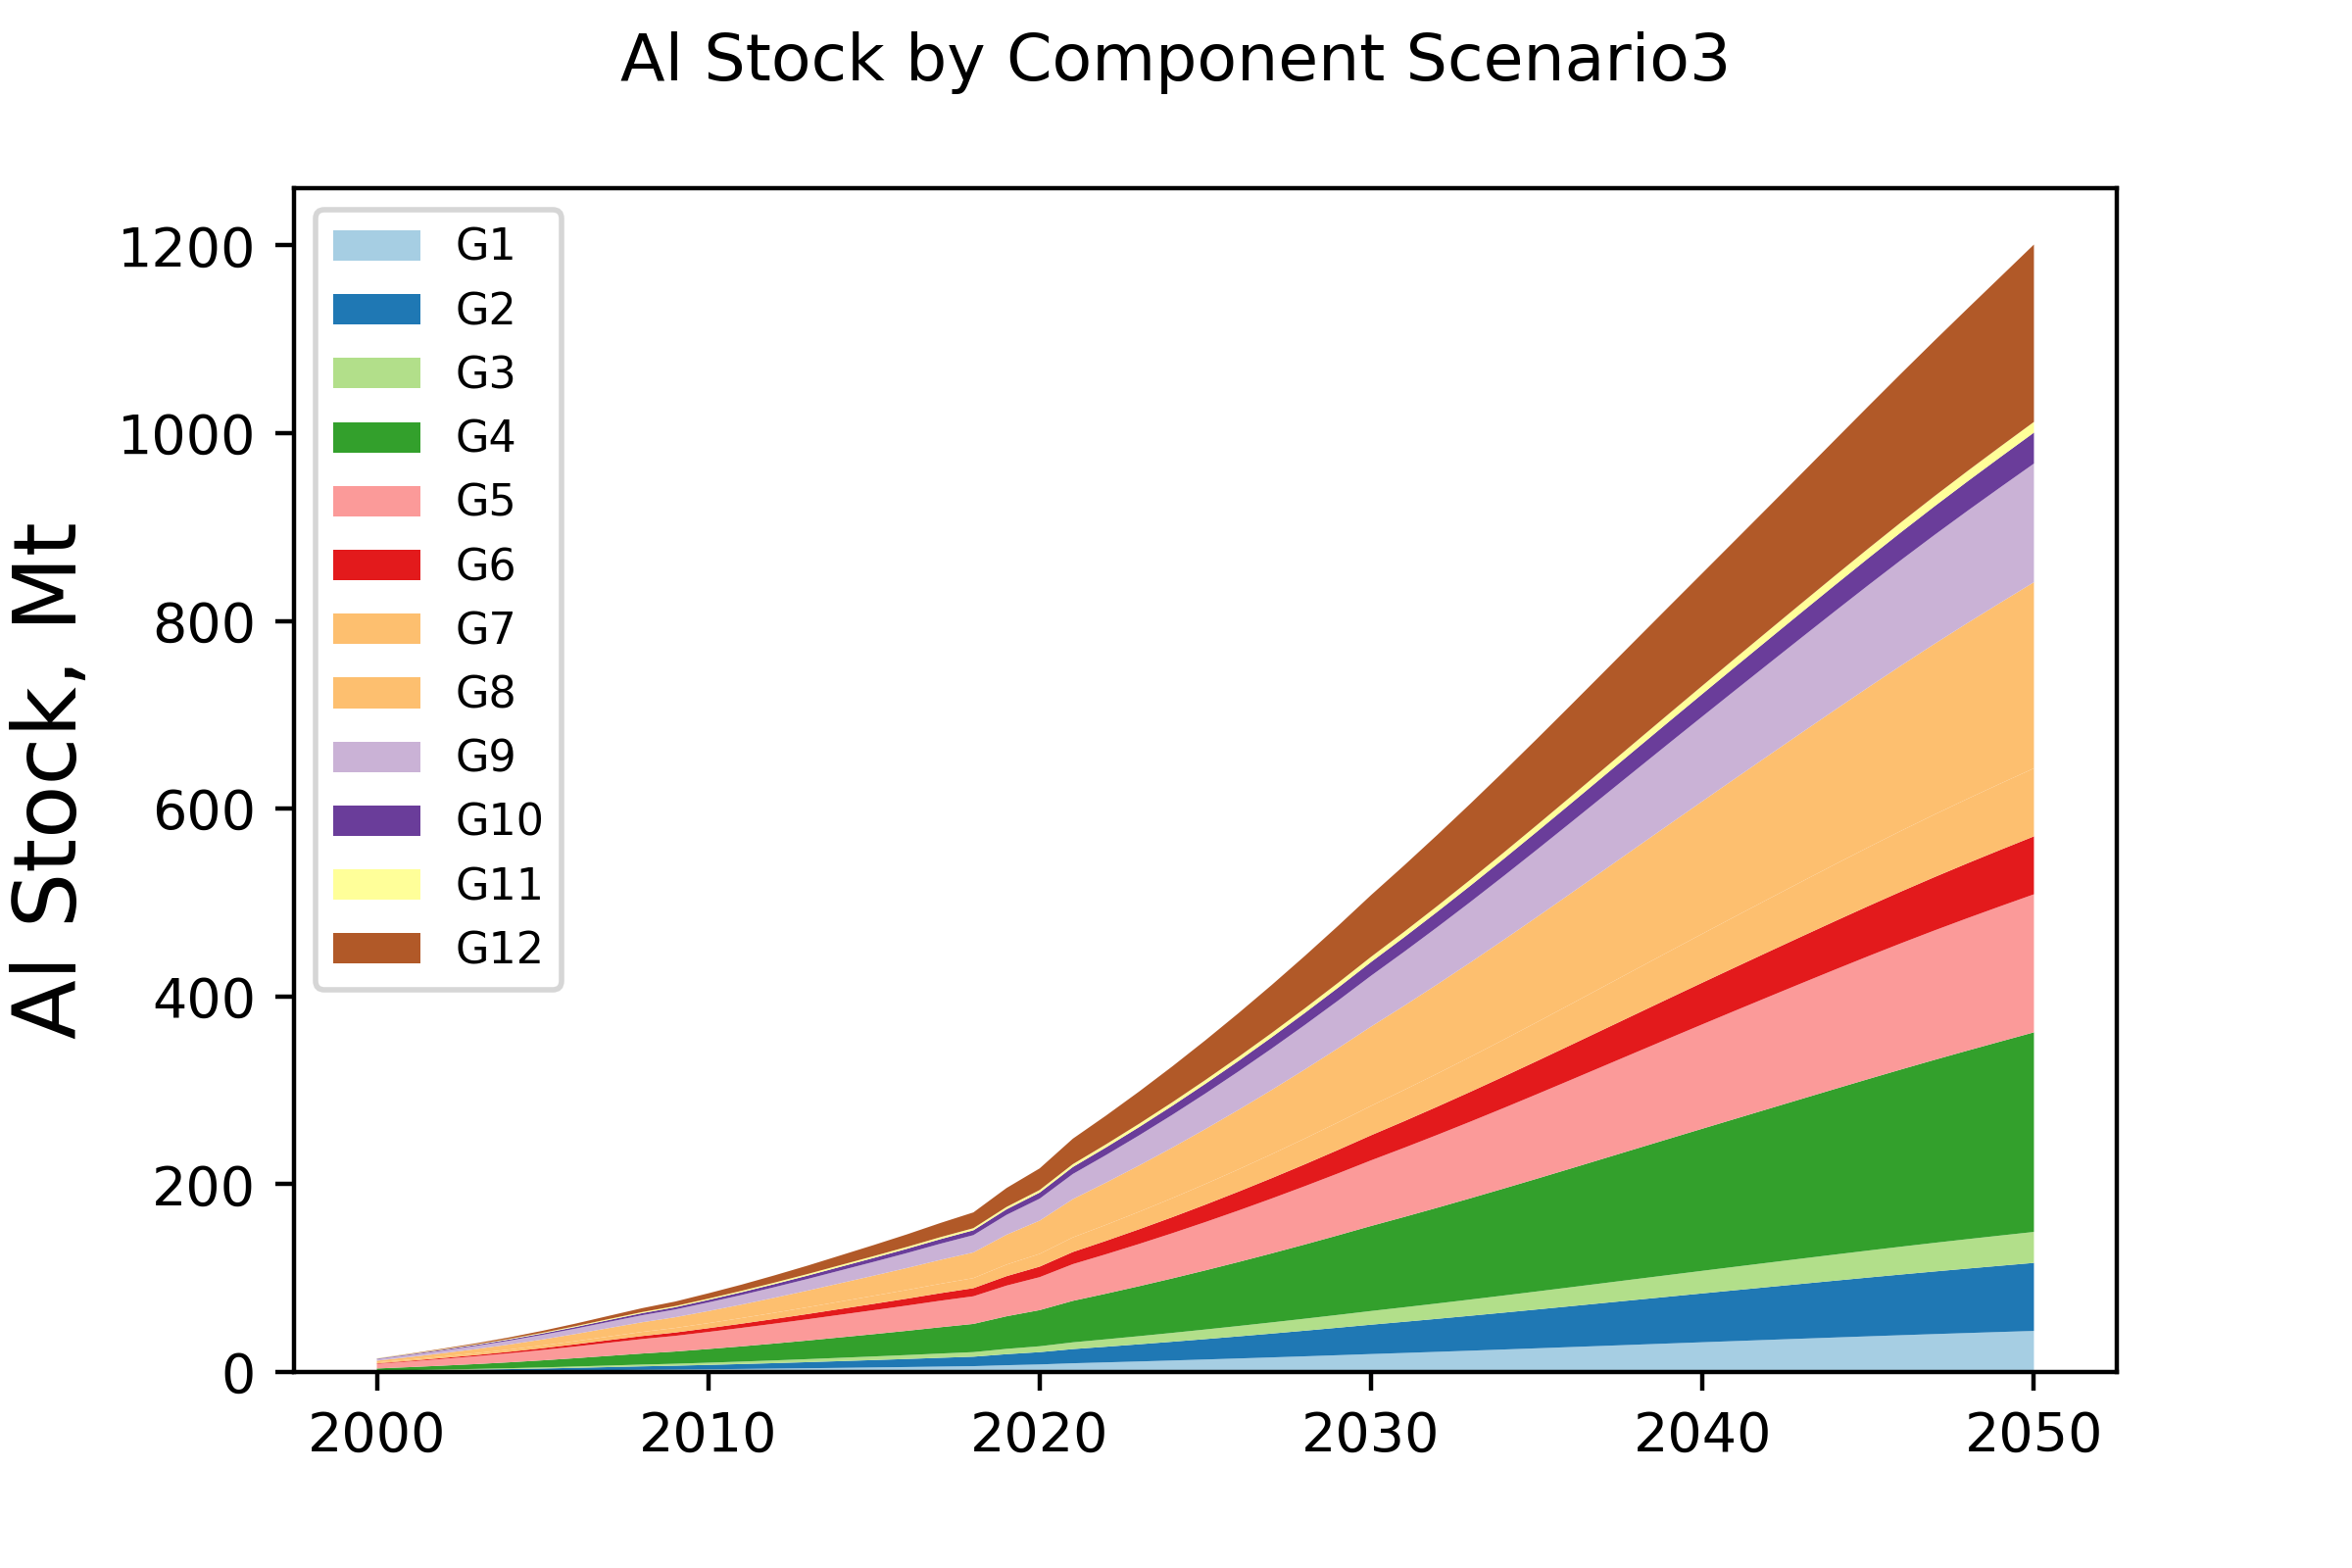 Al Stock by Component Scenario3
Al Stock, Mt
1200
1000
800
600
400
200
0
G1
G2
G3
G4
G5
G6
G7
G8
G9
G10
G11
G12
2000 2010 2020 2030 2040 2050